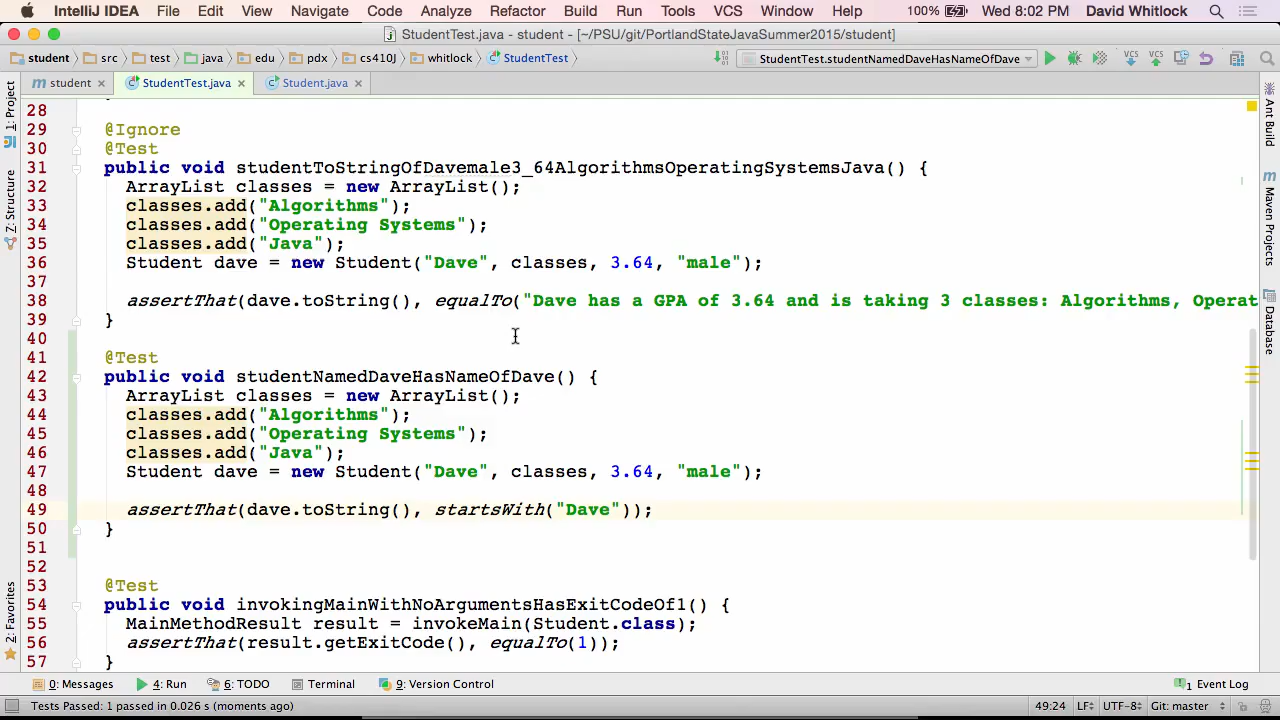 IntelliJ IDEA File Edit View Navigate Code Analyze Refactor Build Run Tools VCS Window Help 100% Wed 8:02 PM David Whitlock
StudentTest.java - student - [~/PSU/git/PortlandStateJavaSummer2015/student]
student src test java edu pdx cs410J whitlock StudentTest StudentTest.studentNamedDaveHasNameOfDave VCS VCS
m student StudentTest.java Student.java
1: Project
Z: Structure
2: Favorites
28 }
29 @Ignore
30 @Test
31 public void studentToStringOfDavemale3_64AlgorithmsOperatingSystemsJava() {
32 ArrayList classes = new ArrayList();
33 classes.add("Algorithms");
34 classes.add("Operating Systems");
35 classes.add("Java");
36 Student dave = new Student("Dave", classes, 3.64, "male");
37
38 assertThat(dave.toString(), equalTo("Dave has a GPA of 3.64 and is taking 3 classes: Algorithms, Operat
39 }
40
41 @Test
42 public void studentNamedDaveHasNameOfDave() {
43 ArrayList classes = new ArrayList();
44 classes.add("Algorithms");
45 classes.add("Operating Systems");
46 classes.add("Java");
47 Student dave = new Student("Dave", classes, 3.64, "male");
48
49 assertThat(dave.toString(), startsWith("Dave"));
50 }
51
52
53 @Test
54 public void invokingMainWithNoArgumentsHasExitCodeOf1() {
55 MainMethodResult result = invokeMain(Student.class);
56 assertThat(result.getExitCode(), equalTo(1));
57 }
Ant Build
m Maven Projects
Database
0: Messages 4: Run 6: TODO Terminal 9: Version Control 1 Event Log
Tests Passed: 1 passed in 0.026 s (moments ago) 49:24 LF÷ UTF-8÷ Git: master